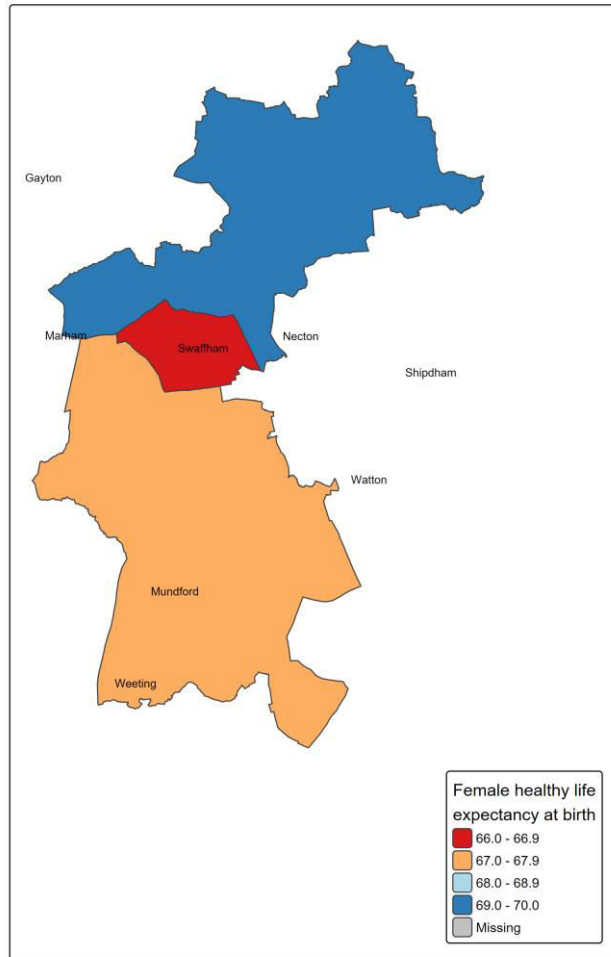 Gayton
Marham
Swaffham
Necton
Shipdham
Watton
Mundford
Weeting
Female healthy life
expectancy at birth
66.0 - 66.9
67.0 - 67.9
68.0 - 68.9
69.0 - 70.0
Missing